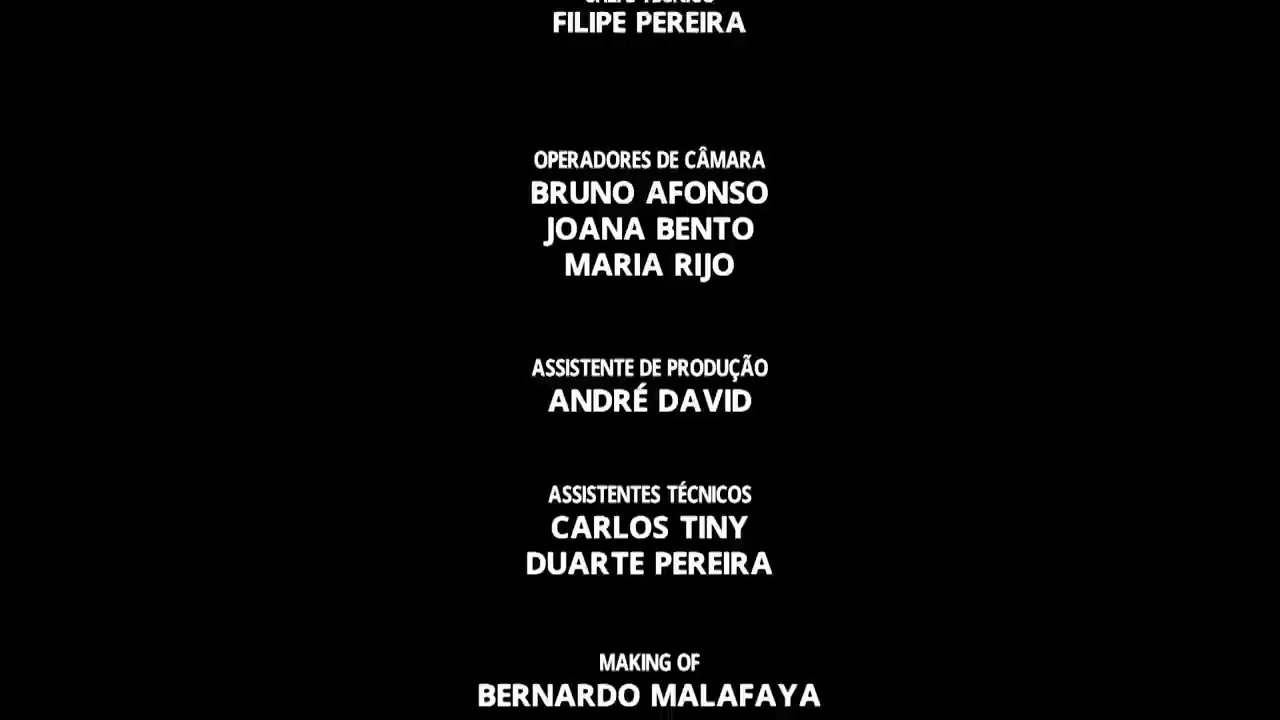 FILIPE PEREIRA
OPERADORES DE CÂMARA
BRUNO AFONSO
JOANA BENTO
MARIA RIJO
ASSISTENTE DE PRODUÇÃO
ANDRÉ DAVID
ASSISTENTES TÉCNICOS
CARLOS TINY
DUARTE PEREIRA
MAKING OF
BERNARDO MALAFAYA